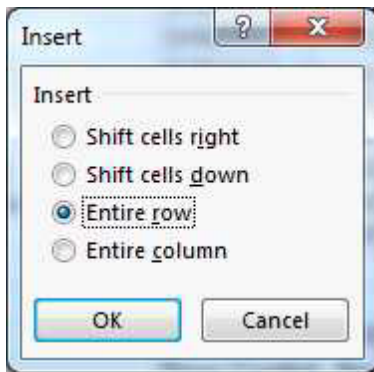 Insert
Insert
Shift cells right
Shift cells down
Entire row
Entire column
OK Cancel